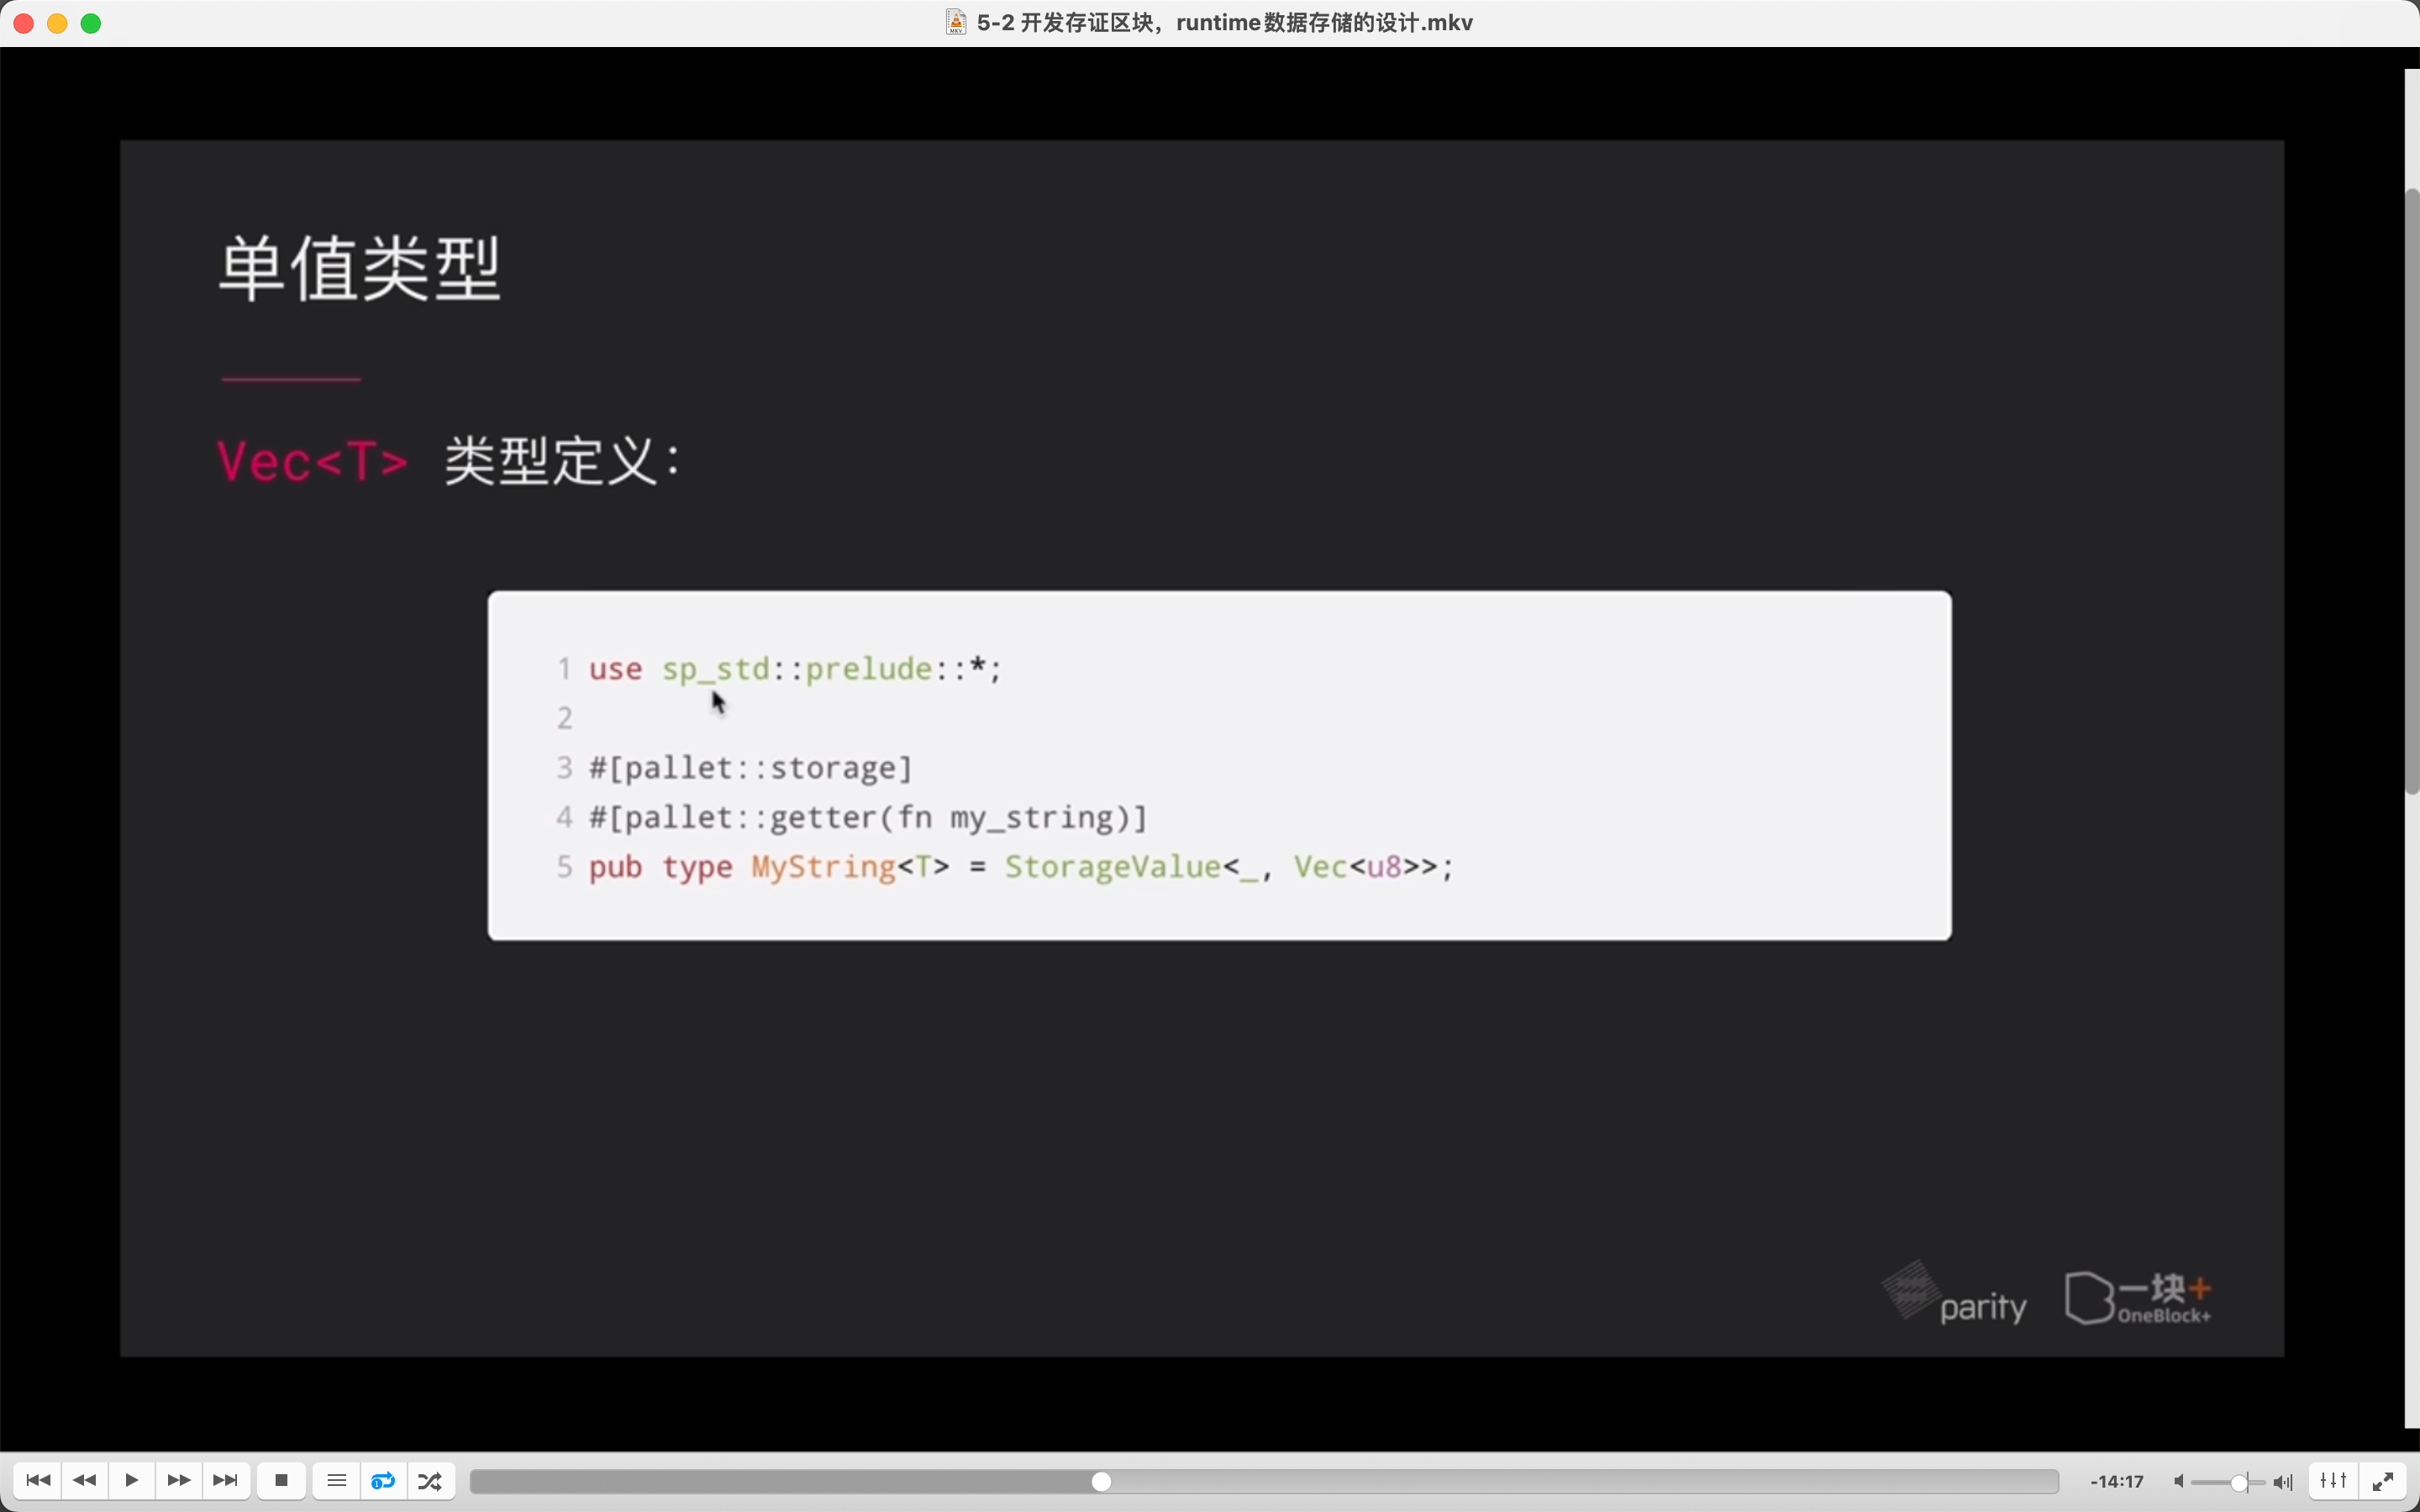 5-2 开发存证区块，runtime数据存储的设计.mkv
单值类型
Vec<T> 类型定义：
1 use sp_std::prelude::*;
2
3 #[pallet::storage]
4 #[pallet::getter(fn my_string)]
5 pub type MyString<T> = StorageValue<_, Vec<u8>>;
parity
一块+
OneBlock+
-14:17